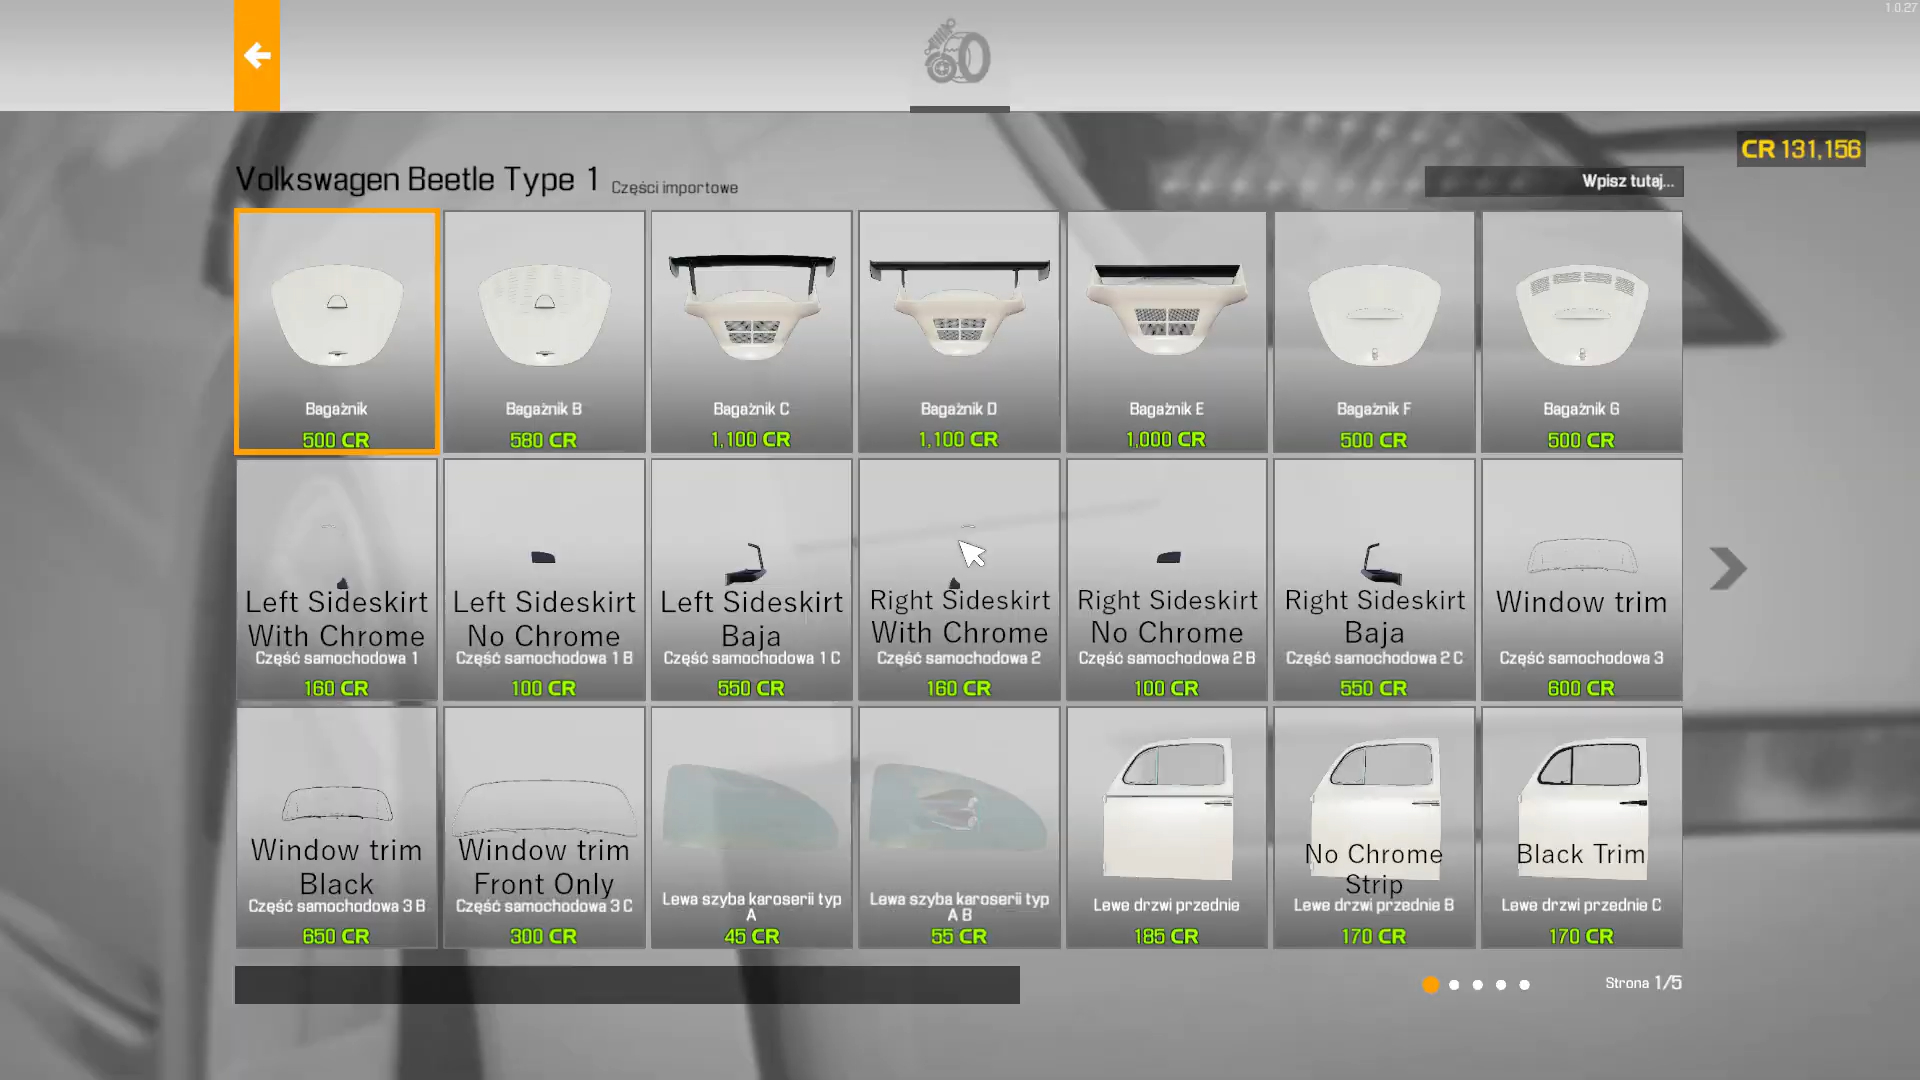 1.0.27
CR 131,156
Volkswagen Beetle Type 1 Części importowe
Wpisz tutaj...
Bagażnik
500 CR
Bagażnik B
580 CR
Bagażnik C
1,100 CR
Bagażnik D
1,100 CR
Bagażnik E
1,000 CR
Bagażnik F
500 CR
Bagażnik G
500 CR
Left Sideskirt
With Chrome
Część samochodowa 1
160 CR
Left Sideskirt
No Chrome
Część samochodowa 1 B
100 CR
Left Sideskirt
Baja
Część samochodowa 1 C
550 CR
Right Sideskirt
With Chrome
Część samochodowa 2
160 CR
Right Sideskirt
No Chrome
Część samochodowa 2 B
100 CR
Right Sideskirt
Baja
Część samochodowa 2 C
550 CR
Window trim
Część samochodowa 3
600 CR
Window trim
Black
Część samochodowa 3 B
650 CR
Window trim
Front Only
Część samochodowa 3 C
300 CR
Lewa szyba karoserii typ
A
45 CR
Lewa szyba karoserii typ
A B
55 CR
Lewe drzwi przednie
185 CR
No Chrome
Strip
Lewe drzwi przednie B
170 CR
Black Trim
Lewe drzwi przednie C
170 CR
Strona 1/5